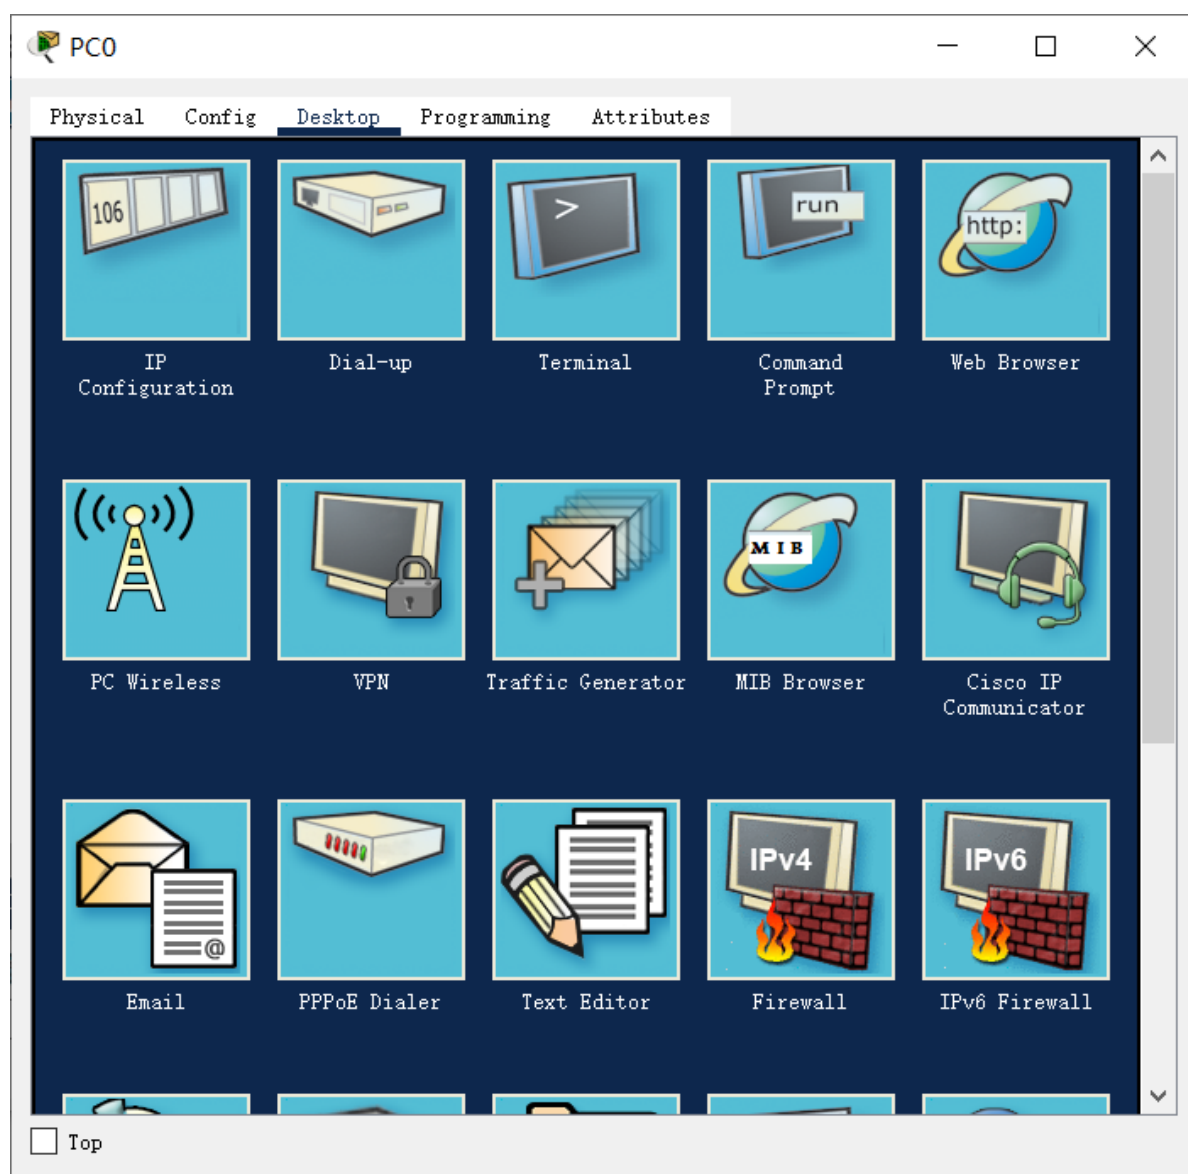 PC0
Physical Config Desktop Programming Attributes
106
>
run
http:
IP
Configuration
Dial-up
Terminal
Command
Prompt
Web Browser
MIB
PC Wireless
VPN
Traffic Generator
MIB Browser
Cisco IP
Communicator
@
IPv4
IPv6
Email
PPPoE Dialer
Text Editor
Firewall
IPv6 Firewall
Top